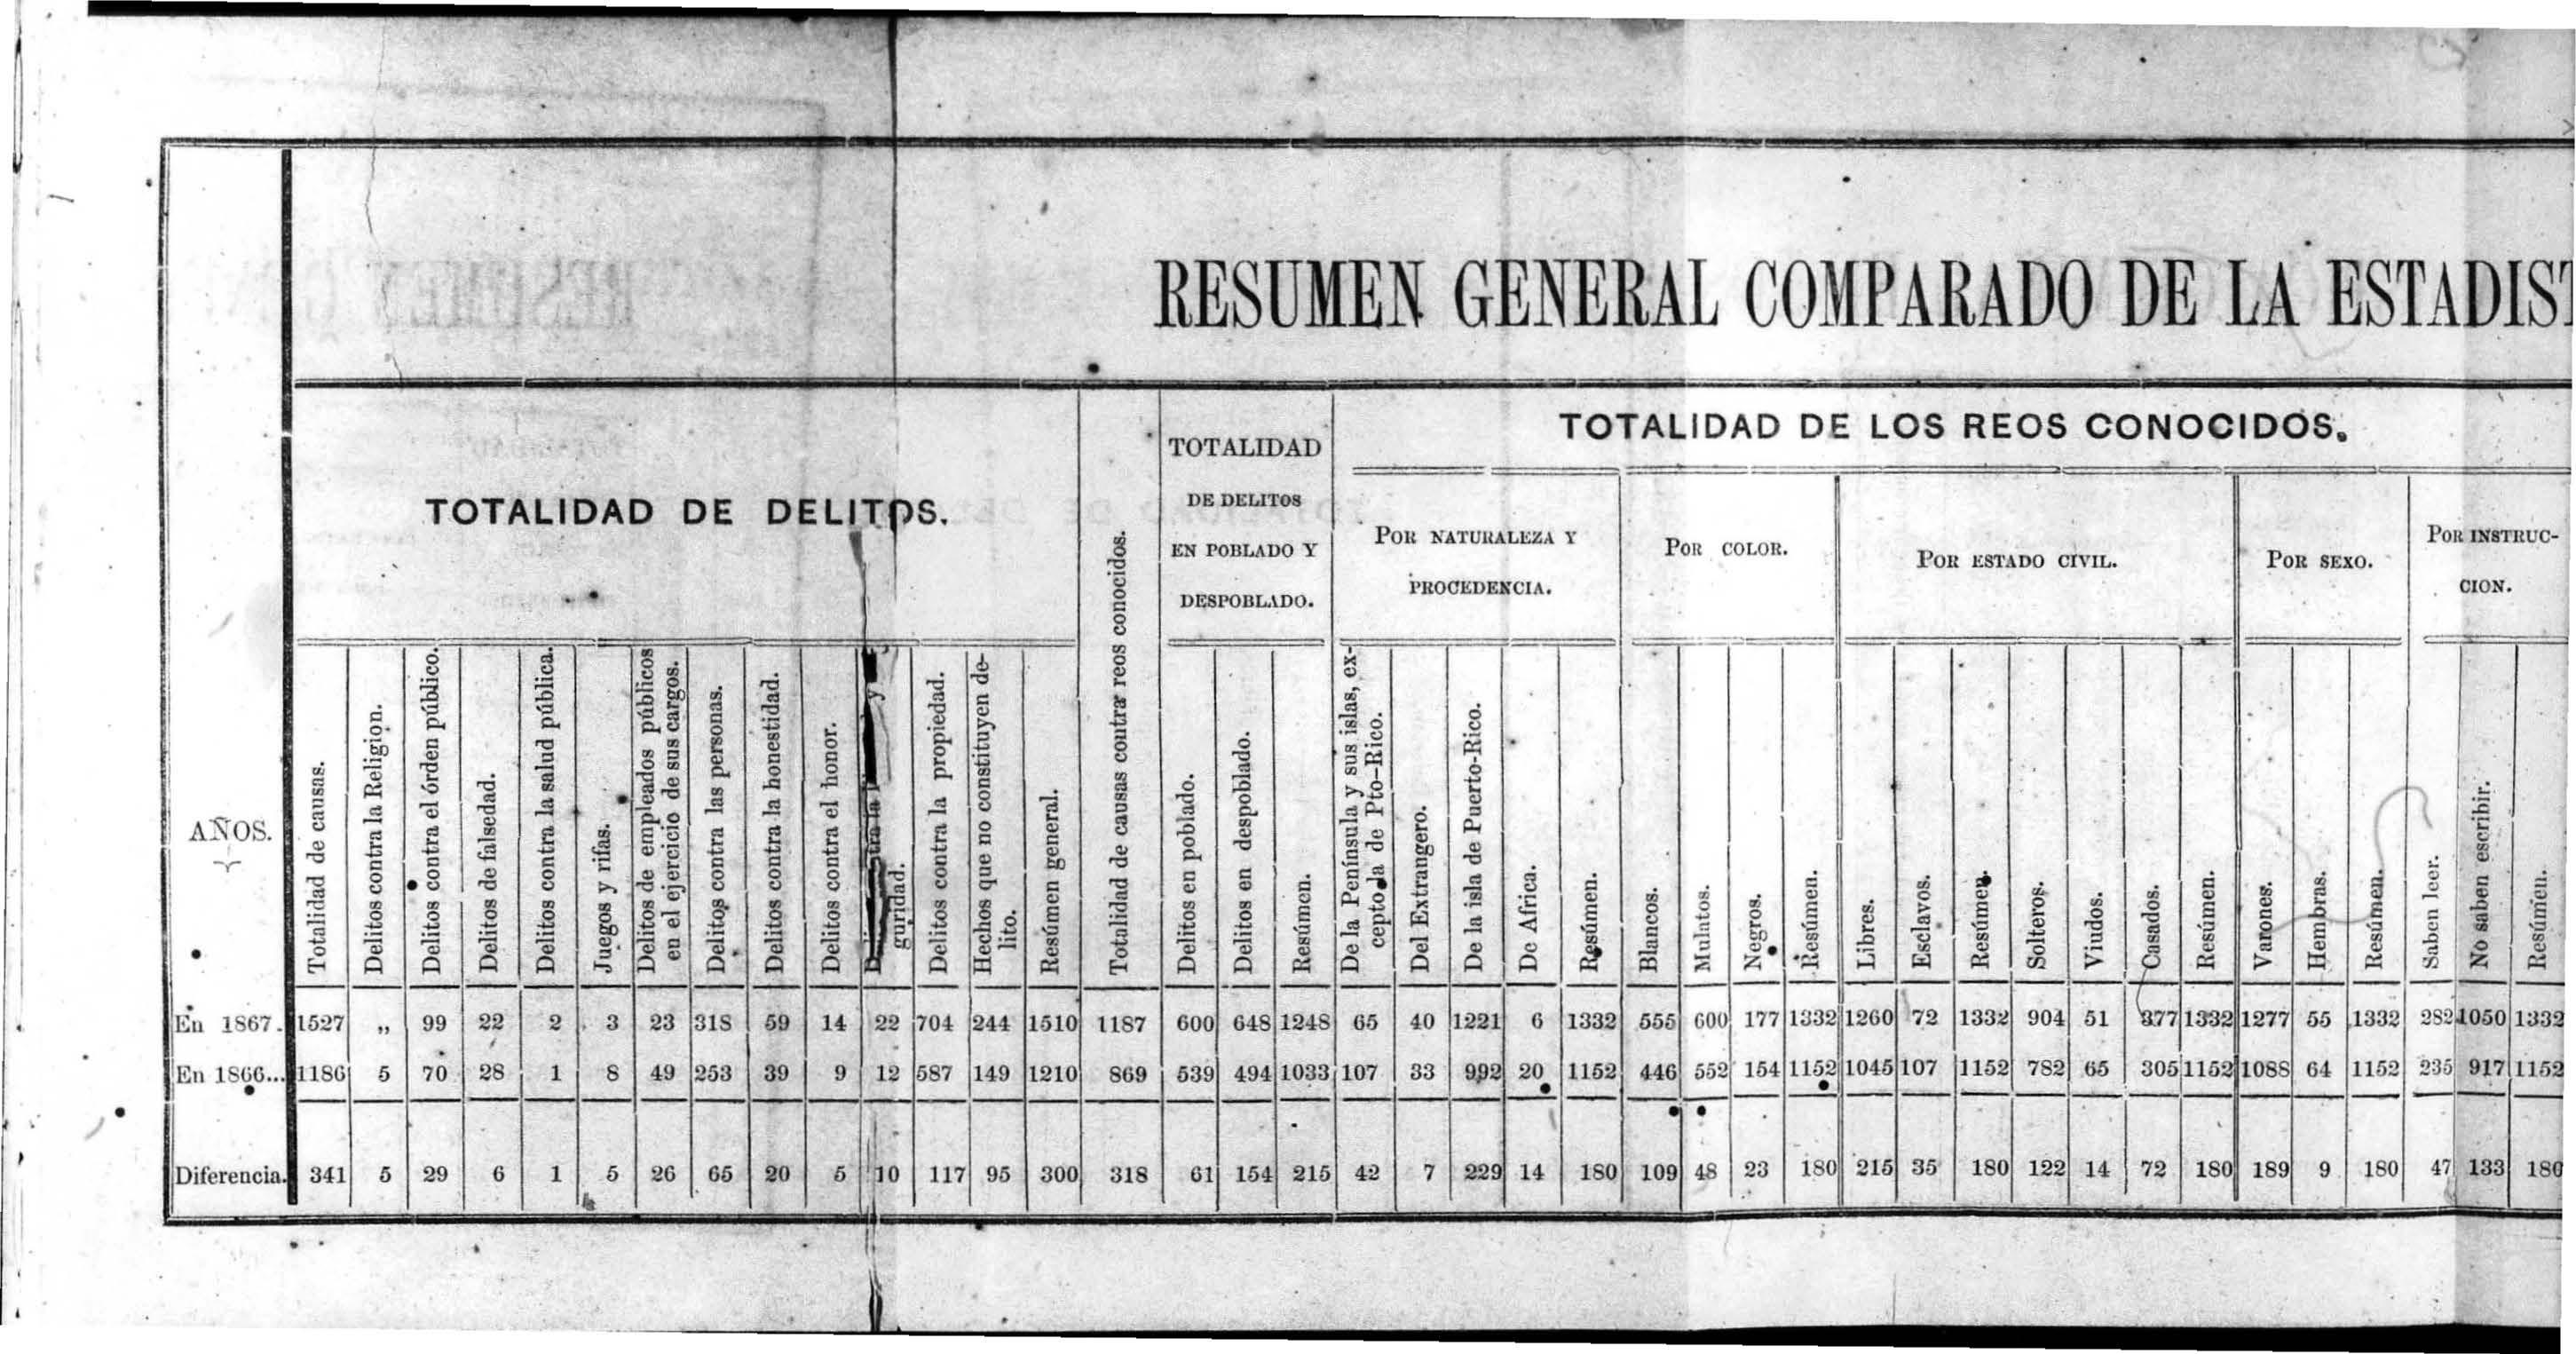 RESUMEN GENERAL COMPARADO DE LA ESTADIS
TOTALIDAD DE DELITOS.
Totalidad de causas contra reos conocidos.
TOTALIDAD
DE DELITOS
EN POBLADO Y
DESPOBLADO.
TOTALIDAD DE LOS REOS CONOCIDOS.
POR NATURALEZA Y
PROCEDENCIA.
POR COLOR.
POR ESTADO CIVIL.
POR SEXO.
POR INSTRUC-
CION.
AÑOS.
Totalidad de causas.
Delitos contra la Religion.
Delitos contra el órden público.
Delitos de falsedad.
Delitos contra la salud pública.
Juegos y rifas.
Delitos de empleados públicos
en el ejercicio de sus cargos.
Delitos contra las personas.
Delitos contra la honestidad.
Delitos contra el honor.
contra la y
guridad.
Delitos contra la propiedad.
Hechos que no constituyen de-
lito.
Resúmen general.
Delitos en poblado.
Delitos en despoblado.
Resúmen.
De la Península y sus islas, ex-
cepto la de Pto-Rico.
Del Extrangero.
De la isla de Puerto-Rico.
De Africa.
Resúmen.
Blancos.
Mulatos.
Negros.
Resúmen.
Libres.
Esclavos.
Resúmen.
Solteros.
Viudos.
Casados.
Resúmen.
Varones.
Hembras.
Resúmen.
Saben leer.
No saben escribir.
Resúmen.
En 1867. 1527 „ 99 22 2 3 23 318 59 14 22 704 244 1510 1187 600 648 1248 65 40 1221 6 1332 555 600 177 1332 1260 72 1332 904 51 377 1332 1277 55 1332 282 1050 1332
En 1866... 1186 5 70 28 1 8 49 253 39 9 12 587 149 1210 869 539 494 1033 107 33 992 20 1152 446 552 154 1152 1045 107 1152 782 65 305 1152 1088 64 1152 235 917 1152
Diferencia. 341 5 29 6 1 5 26 65 20 5 10 117 95 300 318 61 154 215 42 7 229 14 180 109 48 23 180 215 35 180 122 14 72 180 189 9 180 47 133 180